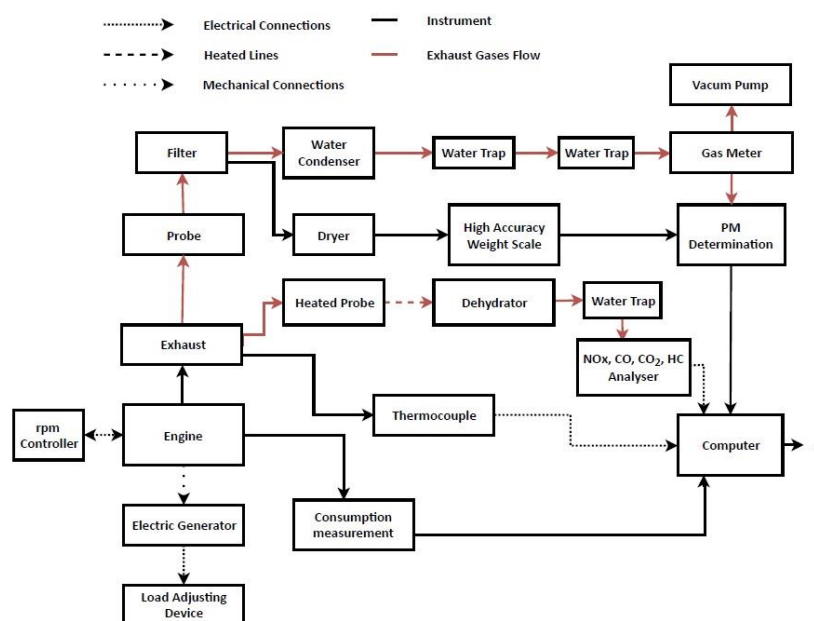 Electrical Connections
Instrument
Heated Lines
Exhaust Gases Flow
Mechanical Connections
Vacum Pump
Filter
Water
Condenser
Water Trap
Water Trap
Gas Meter
Probe
Dryer
High Accuracy
Weight Scale
PM
Determination
Heated Probe
Dehydrator
Water Trap
Exhaust
NOx, CO, CO₂, HC
Analyser
rpm
Controller
Engine
Thermocouple
Computer
Electric Generator
Consumption
measurement
Load Adjusting
Device